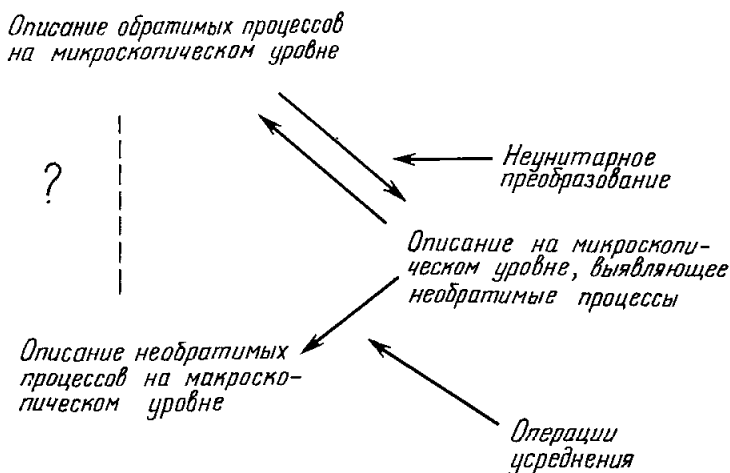 Описание обратимых процессов
на микроскопическом уровне
?
Неунитарное
преобразование
Описание на микроскопи-
ческом уровне, выявляющее
необратимые процессы
Описание необратимых
процессов на макроско-
пическом уровне
Операции
усреднения